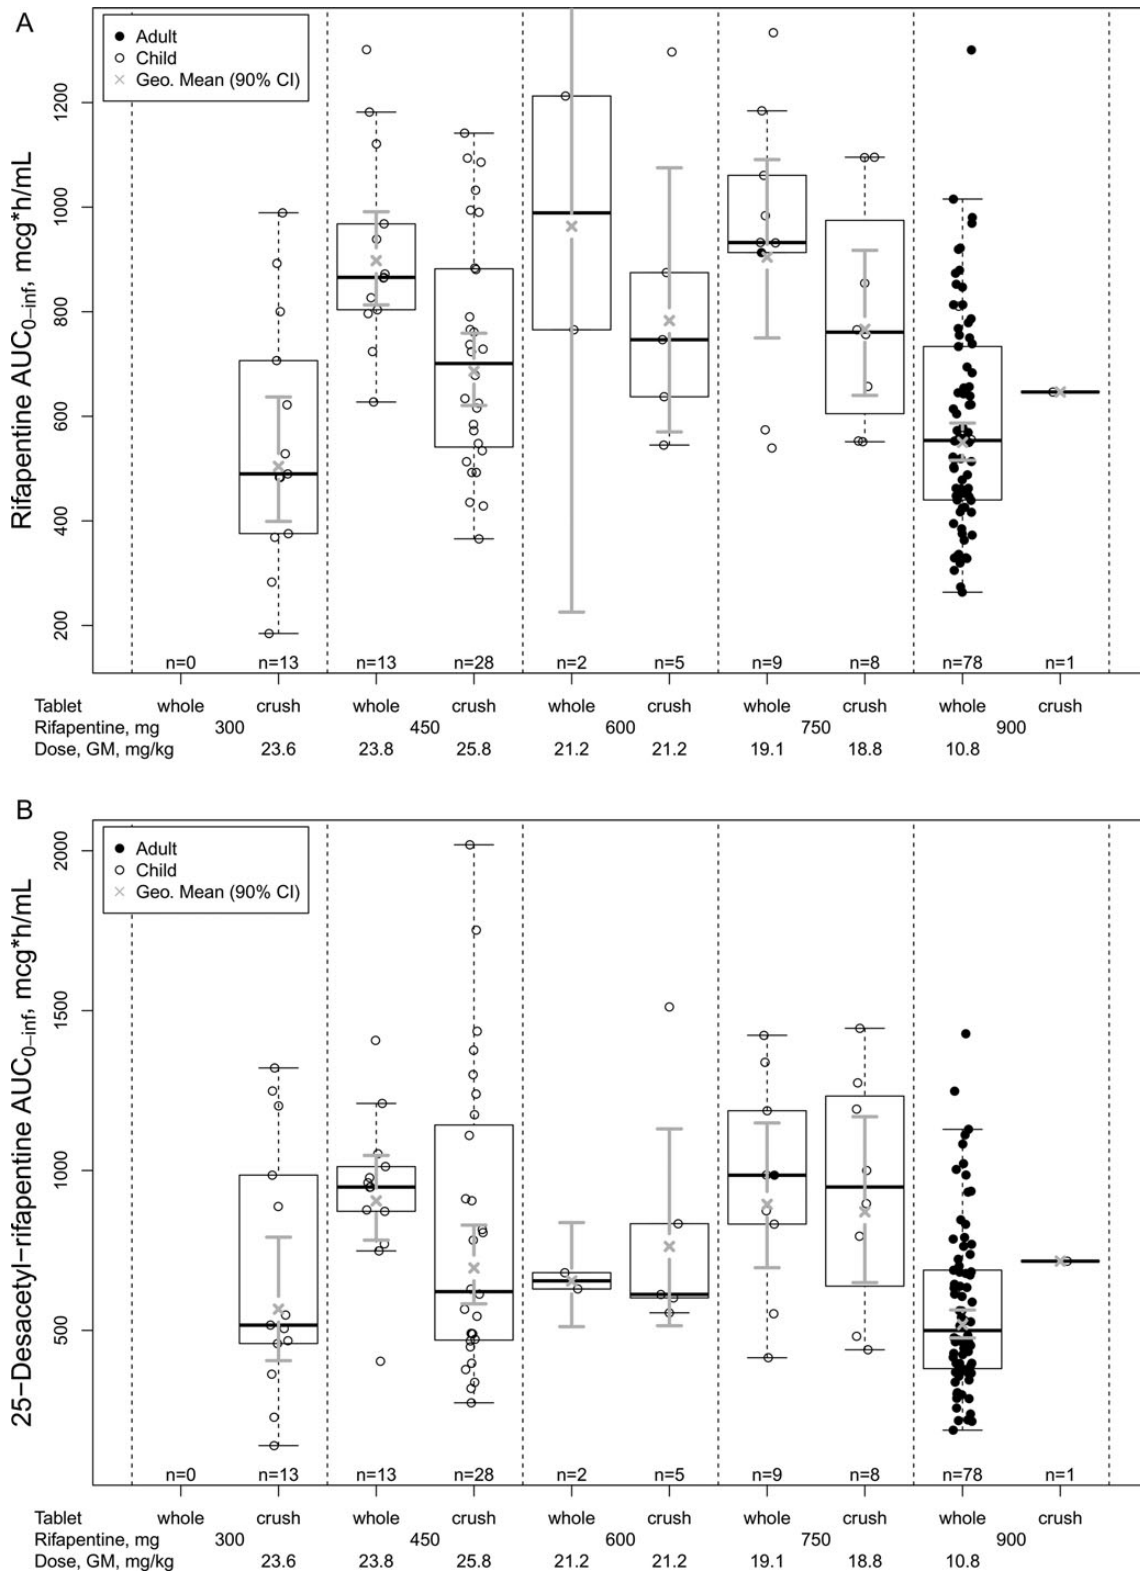 A
Adult
Child
Geo. Mean (90% CI)
Rifapentine AUC0−inf, mcg*h/mL
1200
1000
800
600
400
200
n=0 n=13 n=13 n=28 n=2 n=5 n=9 n=8 n=78 n=1
Tablet whole crush whole crush whole crush whole crush whole crush
Rifapentine, mg 300 450 600 750 900
Dose, GM, mg/kg 23.6 23.8 25.8 21.2 21.2 19.1 18.8 10.8
B
Adult
Child
Geo. Mean (90% CI)
25−Desacetyl−rifapentine AUC0−inf, mcg*h/mL
2000
1500
1000
500
n=0 n=13 n=13 n=28 n=2 n=5 n=9 n=8 n=78 n=1
Tablet whole crush whole crush whole crush whole crush whole crush
Rifapentine, mg 300 450 600 750 900
Dose, GM, mg/kg 23.6 23.8 25.8 21.2 21.2 19.1 18.8 10.8